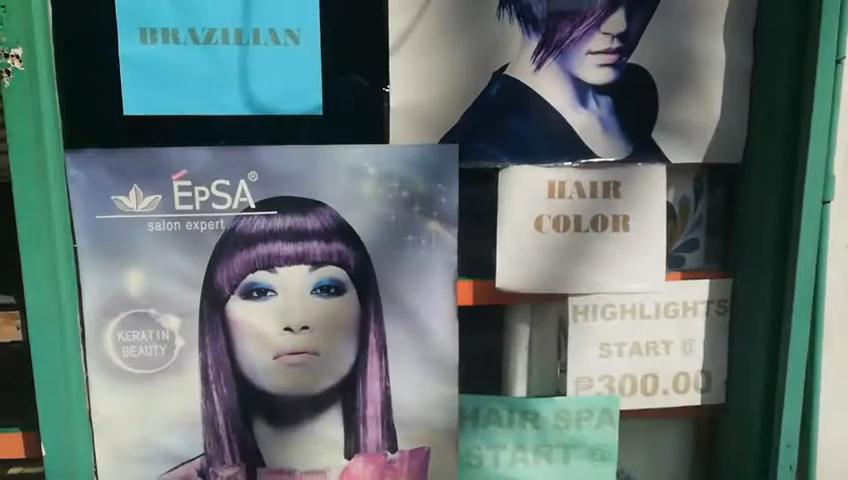 BRAZILIAN
ÉPSA®
salon expert
KERATIN
BEAUTY
HAIR
COLOR
HIGHLIGHTS
START @
₱300.00
HAIR SPA
START @